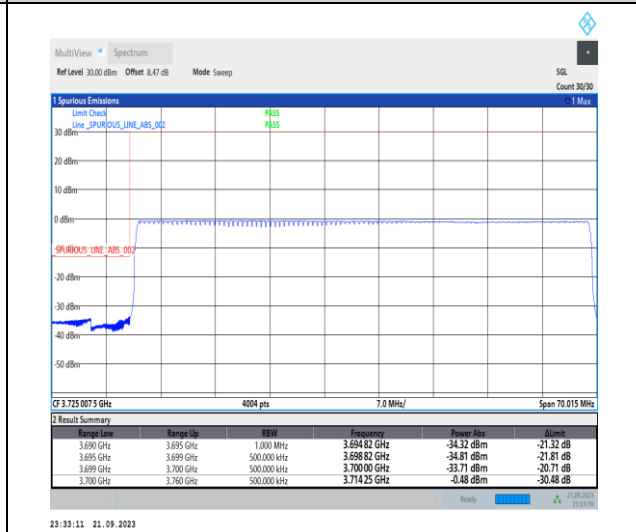 MultiView Spectrum
Ref Level 30.00 dBm Offset 8.47 dB Mode Sweep SGL
Count 30/30
1 Spurious Emissions 1 Max
Limit Check PASS
Line _SPURIOUS_LINE_ABS_002 PASS
30 dBm
20 dBm
10 dBm
0 dBm
_SPURIOUS_LINE_ABS_002
-20 dBm
-30 dBm
-40 dBm
-50 dBm
CF 3.725 007 5 GHz 4004 pts 7.0 MHz/ Span 70.015 MHz
2 Result Summary
Range Low Range Up RBW Frequency Power Abs ΔLimit
3.690 GHz 3.695 GHz 1.000 MHz 3.694 82 GHz -34.32 dBm -21.32 dB
3.695 GHz 3.699 GHz 500.000 kHz 3.698 82 GHz -34.81 dBm -21.81 dB
3.699 GHz 3.700 GHz 500.000 kHz 3.700 00 GHz -33.71 dBm -20.71 dB
3.700 GHz 3.760 GHz 500.000 kHz 3.714 25 GHz -0.48 dBm -30.48 dB
Ready 21.09.2023
23:33:10
23:33:11 21.09.2023